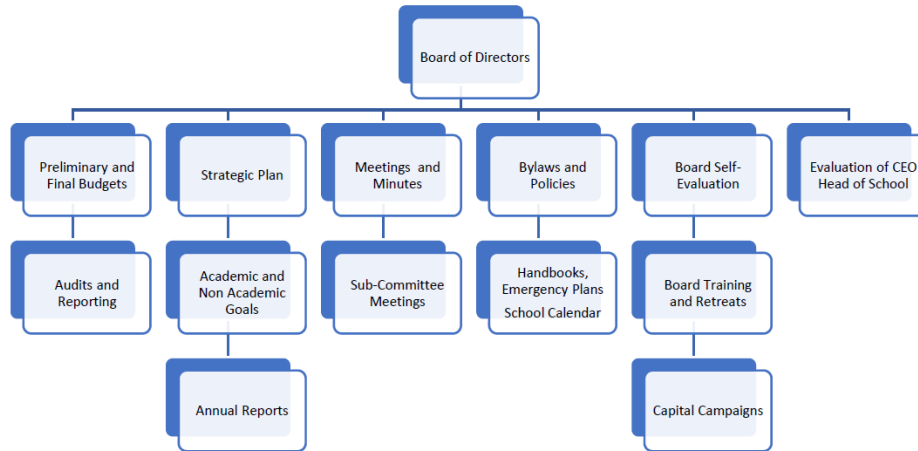 Board of Directors
Preliminary and
Final Budgets
Strategic Plan
Meetings and
Minutes
Bylaws and
Policies
Board Self-
Evaluation
Evaluation of CEO
Head of School
Audits and
Reporting
Academic and
Non Academic
Goals
Sub-Committee
Meetings
Handbooks,
Emergency Plans
School Calendar
Board Training
and Retreats
Annual Reports
Capital Campaigns